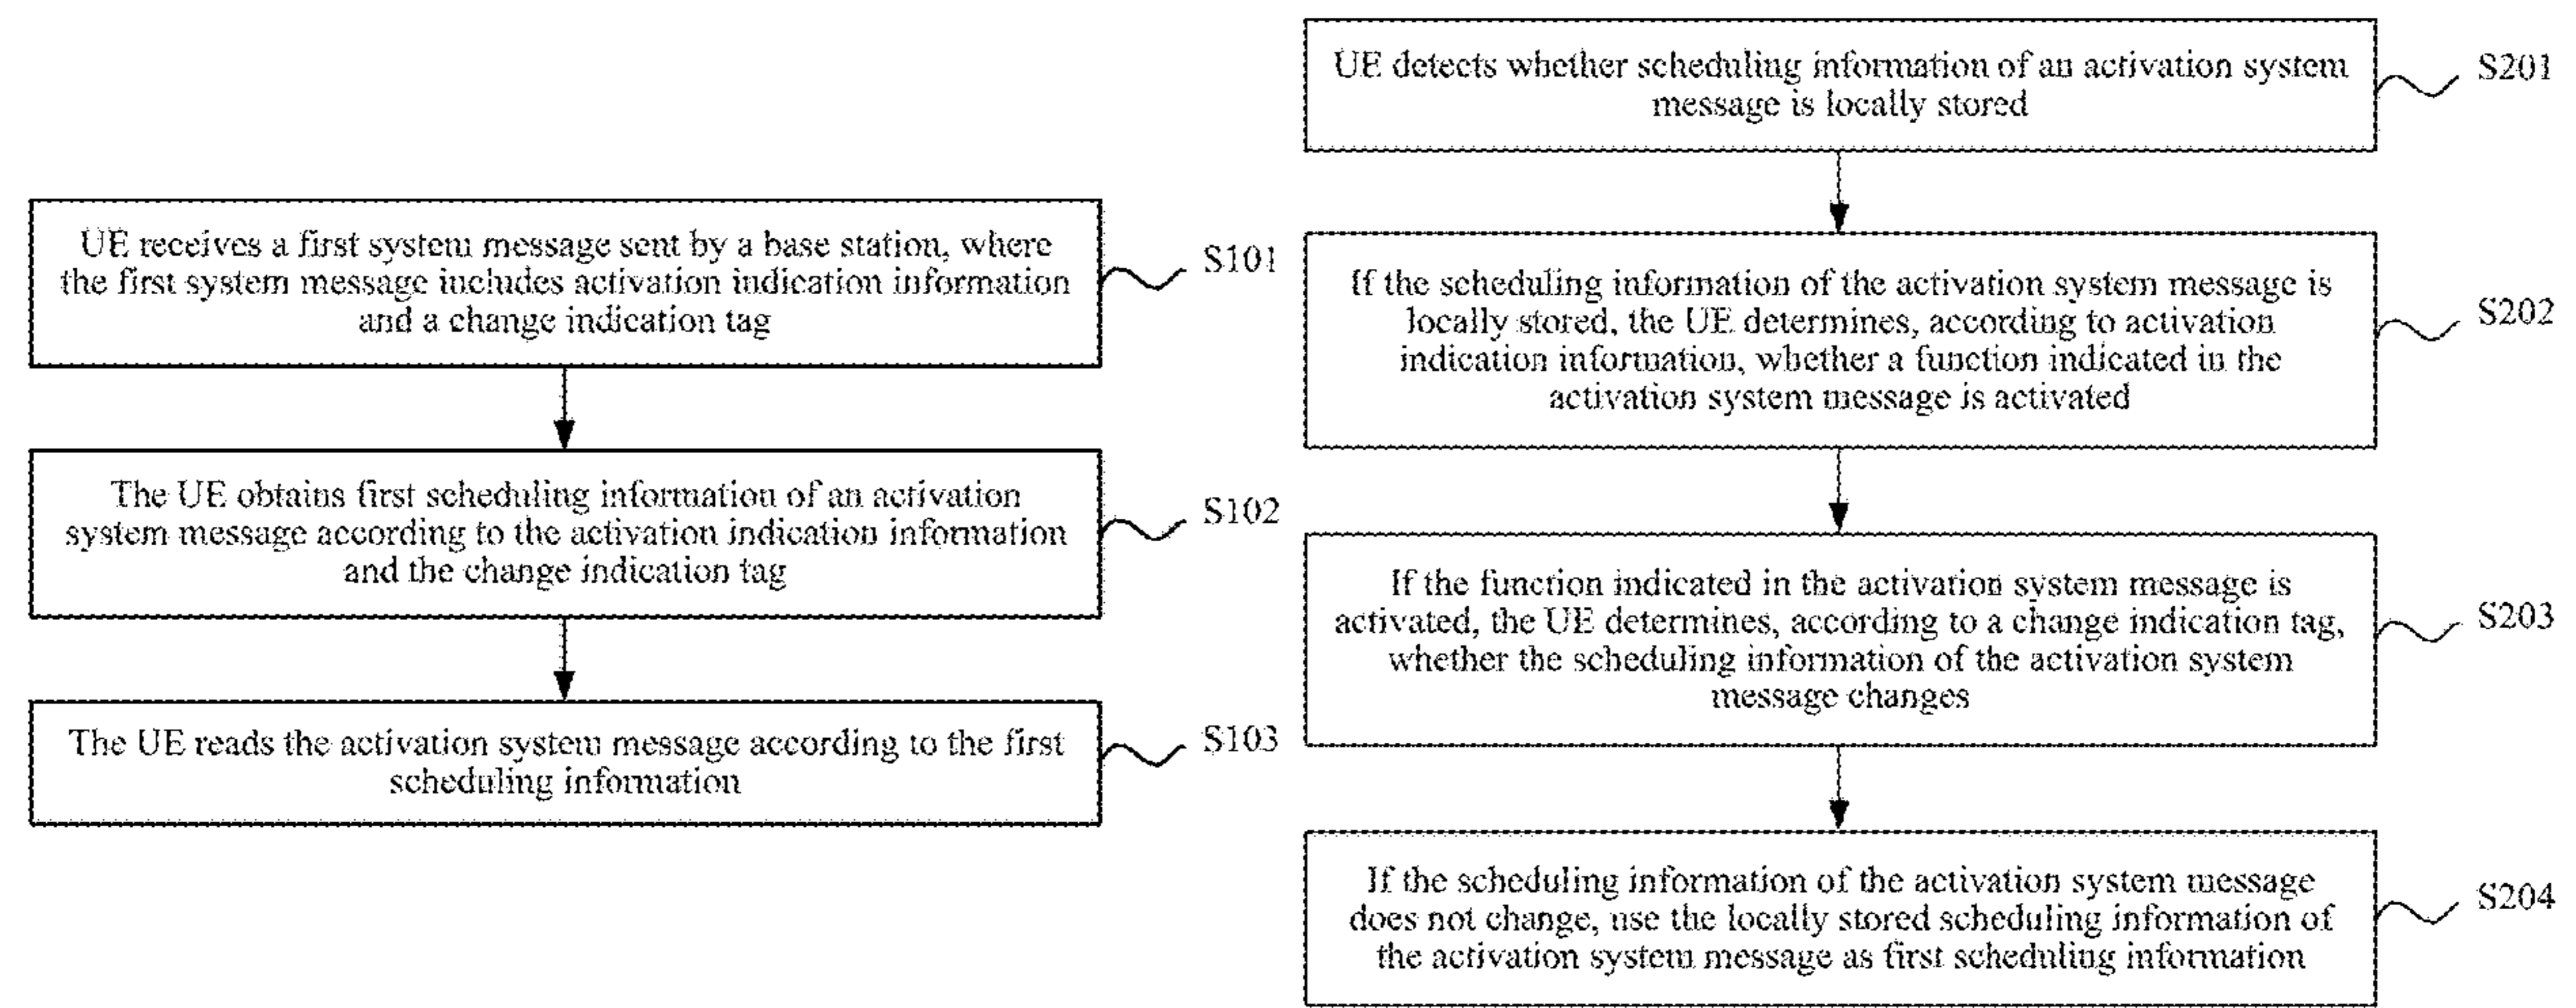 UE receives a first system message sent by a base station, where
the first system message includes activation indication information
and a change indication tag
S101
The UE obtains first scheduling information of an activation
system message according to the activation indication information
and the change indication tag
S102
The UE reads the activation system message according to the first
scheduling information
S103
UE detects whether scheduling information of an activation system
message is locally stored
S201
If the scheduling information of the activation system message is
locally stored, the UE determines, according to activation
indication information, whether a function indicated in the
activation system message is activated
S202
If the function indicated in the activation system message is
activated, the UE determines, according to a change indication tag,
whether the scheduling information of the activation system
message changes
S203
If the scheduling information of the activation system message
does not change, use the locally stored scheduling information of
the activation system message as first scheduling information
S204